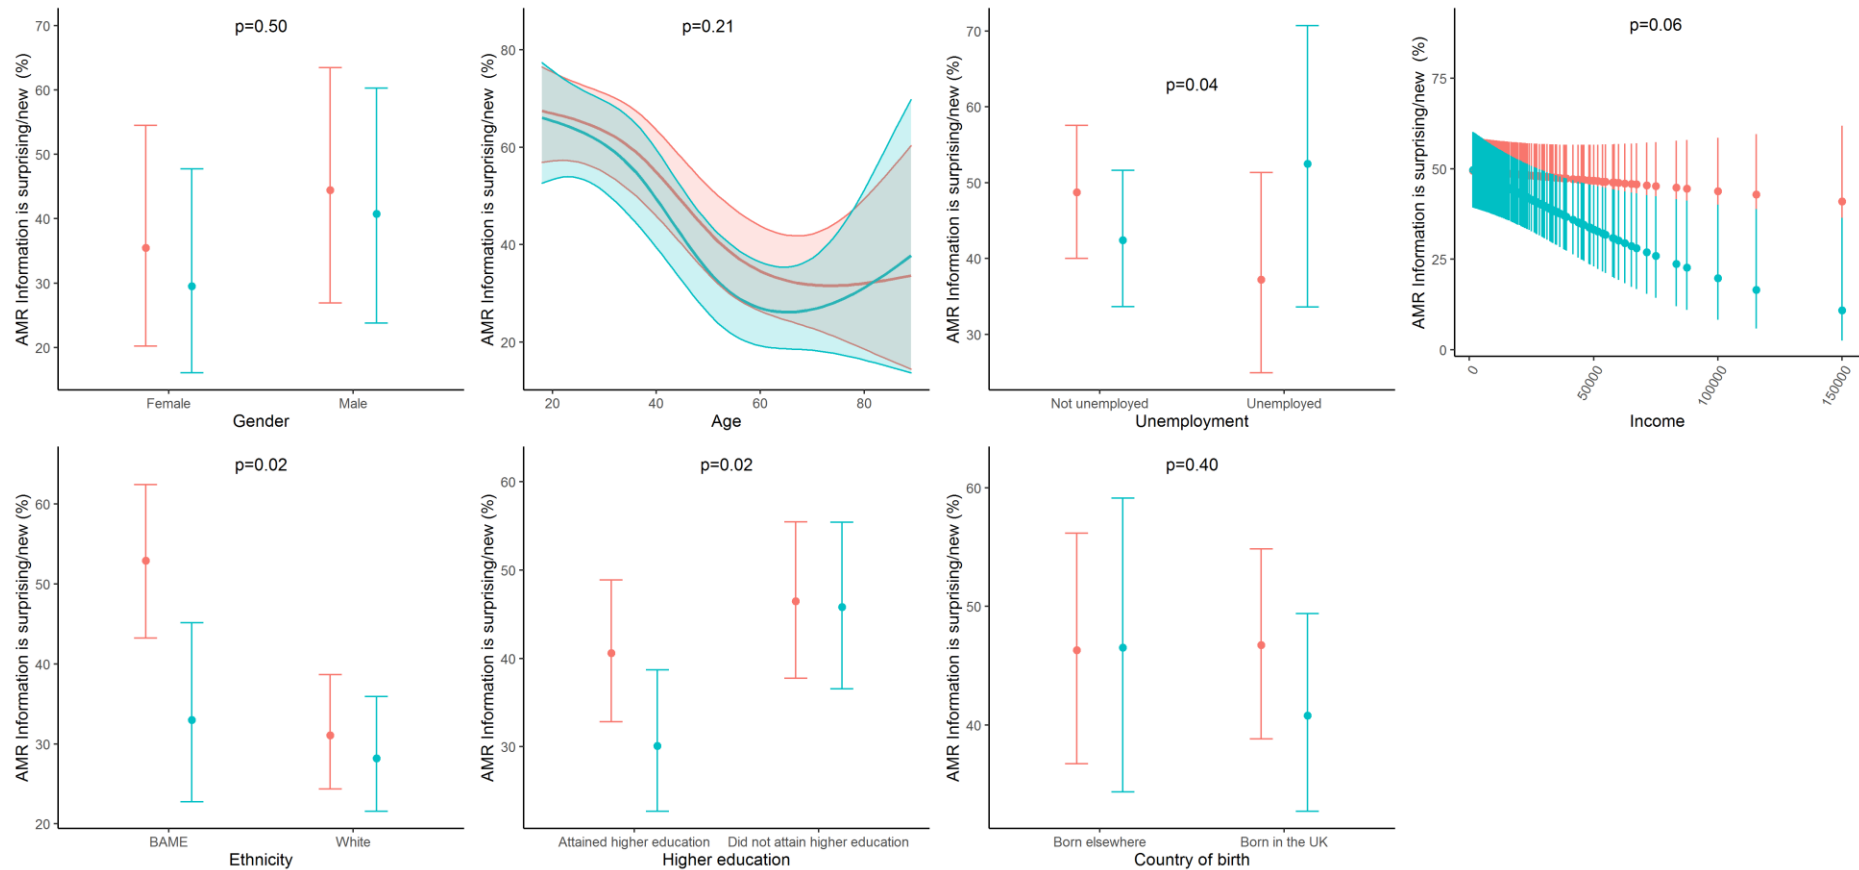 p=0.50
AMR Information is surprising/new  (%)
70
60
50
40
30
20
Female
Male
Gender
p=0.21
AMR Information is surprising/new  (%)
80
60
40
20
20
40
60
80
Age
p=0.04
AMR Information is surprising/new  (%)
70
60
50
40
30
Not unemployed
Unemployed
Unemployment
p=0.06
AMR Information is surprising/new  (%)
75
50
25
0
0
50000
100000
150000
Income
p=0.02
AMR Information is surprising/new (%)
60
50
40
30
20
BAME
White
Ethnicity
p=0.02
AMR Information is surprising/new (%)
60
50
40
30
Attained higher education
Did not attain higher education
Higher education
p=0.40
AMR Information is surprising/new (%)
60
50
40
Born elsewhere
Born in the UK
Country of birth